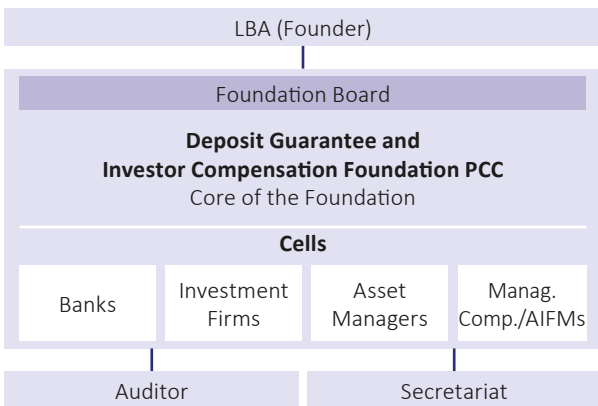 LBA (Founder)
Foundation Board
Deposit Guarantee and
Investor Compensation Foundation PCC
Core of the Foundation
Cells
Banks
Investment
Firms
Asset
Managers
Manag.
Comp./AIFMs
Auditor
Secretariat